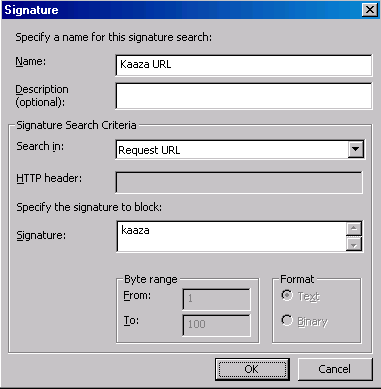 Signature
Specify a name for this signature search:
Name:
Kaaza URL
Description
(optional):
Signature Search Criteria
Search in:
Request URL
HTTP header:
Specify the signature to block:
Signature:
kaaza
Byte range
From:
1
To:
100
Format
Text
Binary
OK
Cancel